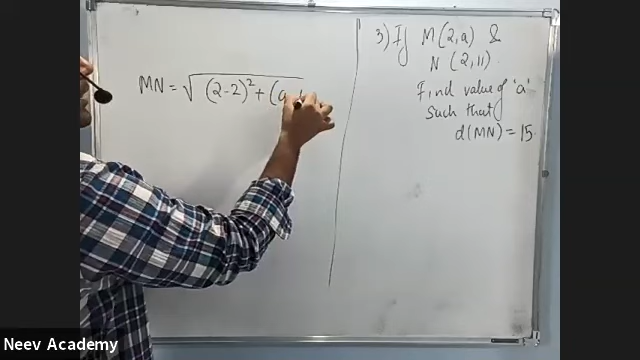 MN = √(2-2)² + (a
3) If M(2,a) &
N (2,11).
Find value of 'a'
such that
d(MN) = 15.
Neev Academy